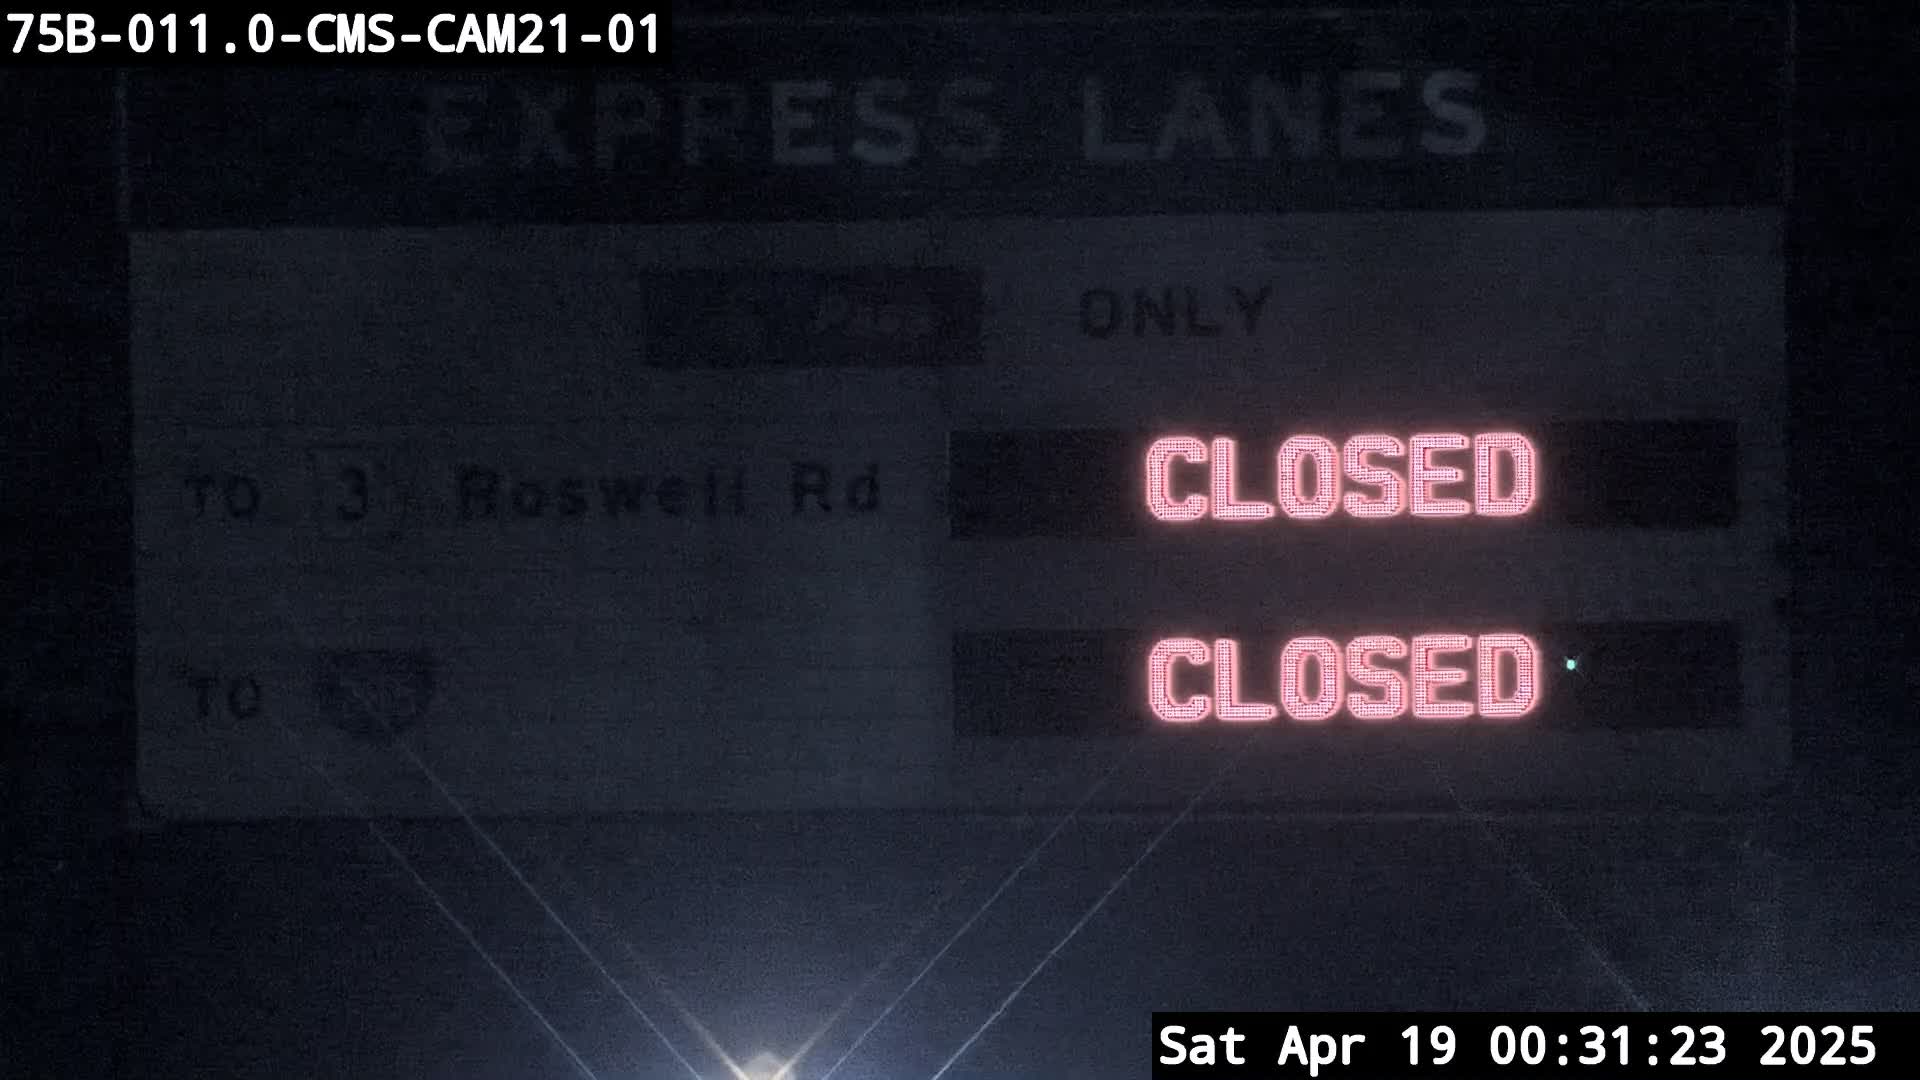 75B-011.0-CMS-CAM21-01
EXPRESS LANES
ONLY
TO 3 Roswell Rd CLOSED
TO CLOSED
Sat Apr 19 00:31:23 2025